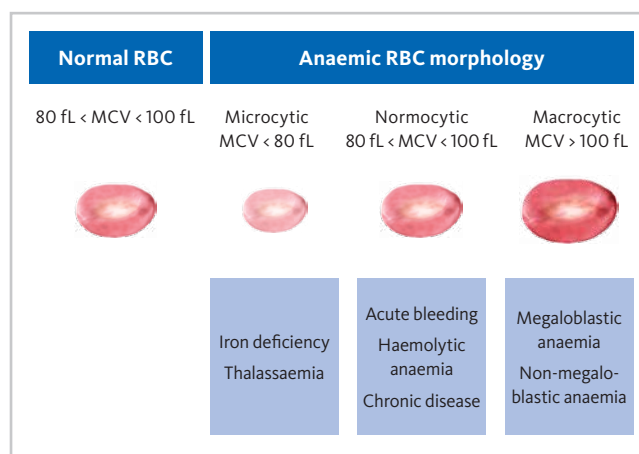 Normal RBC
Anaemic RBC morphology
80 fL < MCV < 100 fL
Microcytic
MCV < 80 fL
Normocytic
80 fL < MCV < 100 fL
Macrocytic
MCV > 100 fL
Iron deficiency
Thalassaemia
Acute bleeding
Haemolytic
anaemia
Chronic disease
Megaloblastic
anaemia
Non-megalo-
blastic anaemia